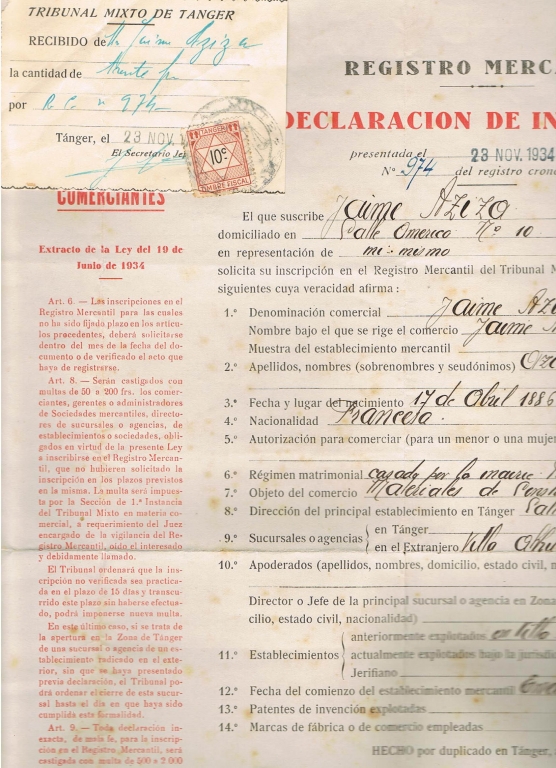 TRIBUNAL MIXTO DE TANGER
RECIBIDO de Jaime Aziza
la cantidad de
por R. C. nº 974
Tánger, el 23 NOV. 1
El Secretario Je
TANGER
10c
TIMBRE FISCAL
REGISTRO MERCA
DECLARACION DE IN
presentada el 23 NOV. 1934
Nº 974 del registro crono
COMERCIANTES
Extracto de la Ley del 19 de
Junio de 1934
Art. 6. — Las inscripciones en el
Registro Mercantil para las cuales
no ha sido fijado plazo en los artícu
los precedentes, deberá solicitarse
dentro del mes de la fecha del do-
cumento o de verificado el acto que
haya de registrarse.
Art. 8. — Serán castigados con
multas de 50 a 200 frs. los comer-
ciantes, gerentes o administradores
de Sociedades mercantiles, directo-
res de sucursales o agencias, de
establecimientos o sociedades, obli-
gados en virtud de la presente Ley
a inscribirse en el Registro Mercan-
til, que no hubieren solicitado la
inscripción en los plazos previstos
en la misma. La multa será impues-
ta por la Sección de 1.ª Instancia
del Tribunal Mixto en materia co-
mercial, a requerimiento del Juez
encargado de la vigilancia del Re-
gistro Mercantil, oído el interesado
y debidamente llamado.
El Tribunal ordenará que la ins-
cripción no verificada sea practica-
da en el plazo de 15 días y transcu-
rrido este plazo sin haberse efectua-
do, podrá imponerse nueva multa.
En este último caso, si se trata de
la apertura en la Zona de Tánger
de una sucursal o agencia de un es-
tablecimiento radicado en el exte-
rior, sin que se haya presentado
previa declaración, el Tribunal po-
drá ordenar el cierre de esta sucur-
sal hasta el día en que haya sido
cumplida esta formalidad.
Art. 9. — Toda declaración ine-
xacta, de mala fe, para la inscrip-
ción en el Registro Mercantil, será
castigada con multa de 500 a 2.000
El que suscribe Jaime Aziza
domiciliado en Calle America Nº 10
en representación de mi mismo
solicita su inscripción en el Registro Mercantil del Tribunal M
siguientes cuya veracidad afirma:
1.º Denominación comercial Jaime Az
Nombre bajo el que se rige el comercio Jaime
Muestra del establecimiento mercantil
2.º Apellidos, nombres (sobrenombres y seudónimos)
3.º Fecha y lugar del nacimiento 17 de Abril 1886
4.º Nacionalidad Francesa
5.º Autorización para comerciar (para un menor o una mujer
6.º Régimen matrimonial casado por la
7.º Objeto del comercio Materiales de
8.º Dirección del principal establecimiento en Tánger
9.º Sucursales o agencias en Tánger
en el Extranjero Villa
10.º Apoderados (apellidos, nombres, domicilio, estado civil, n
Director o Jefe de la principal sucursal o agencia en Zona
cilio, estado civil, nacionalidad)
anteriormente explotados
11.º Establecimientos actualmente explotados bajo la jurisdic
Jerifiano
12.º Fecha del comienzo del establecimiento mercantil
13.º Patentes de invención explotadas
14.º Marcas de fábrica o de comercio empleadas
HECHO por duplicado en Tánger,